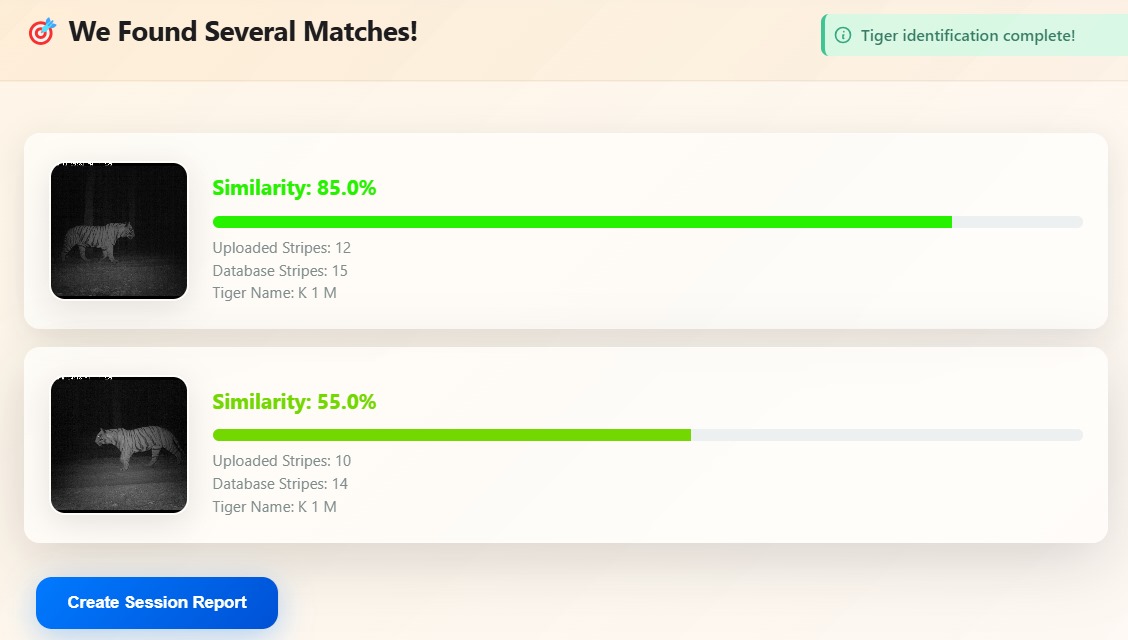 We Found Several Matches!
Tiger identification complete!
Similarity: 85.0%
Uploaded Stripes: 12
Database Stripes: 15
Tiger Name: K 1 M
Similarity: 55.0%
Uploaded Stripes: 10
Database Stripes: 14
Tiger Name: K 1 M
Create Session Report